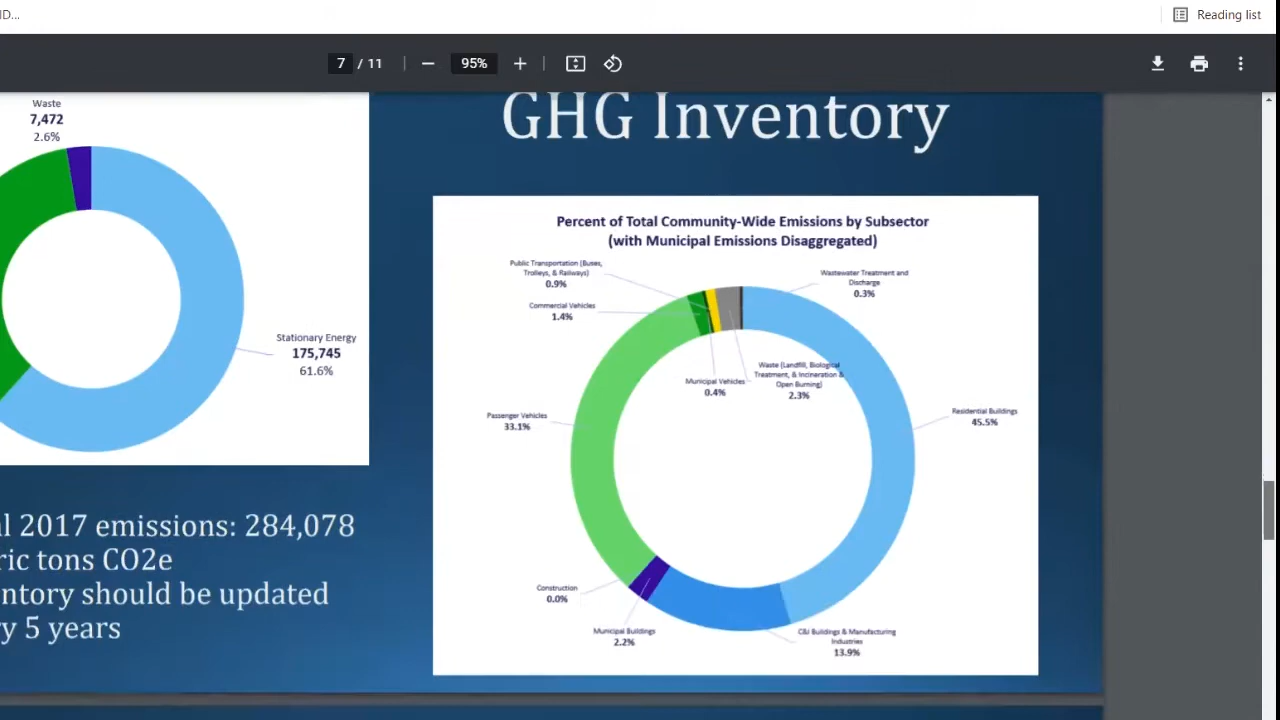 ID...
Reading list
7 / 11
95%
GHG Inventory
Waste
7,472
2.6%
Stationary Energy
175,745
61.6%
Percent of Total Community-Wide Emissions by Subsector
(with Municipal Emissions Disaggregated)
Public Transportation (Buses,
Trolleys, & Railways)
0.9%
Wastewater Treatment and
Discharge
0.3%
Commercial Vehicles
1.4%
Municipal Vehicles
0.4%
Waste (Landfill, Biological
Treatment, & Incineration &
Open Burning)
2.3%
Passenger Vehicles
33.1%
Residential Buildings
45.5%
Construction
0.0%
Municipal Buildings
2.2%
C&I Buildings & Manufacturing
Industries
13.9%
l 2017 emissions: 284,078
ric tons CO2e
ntory should be updated
y 5 years